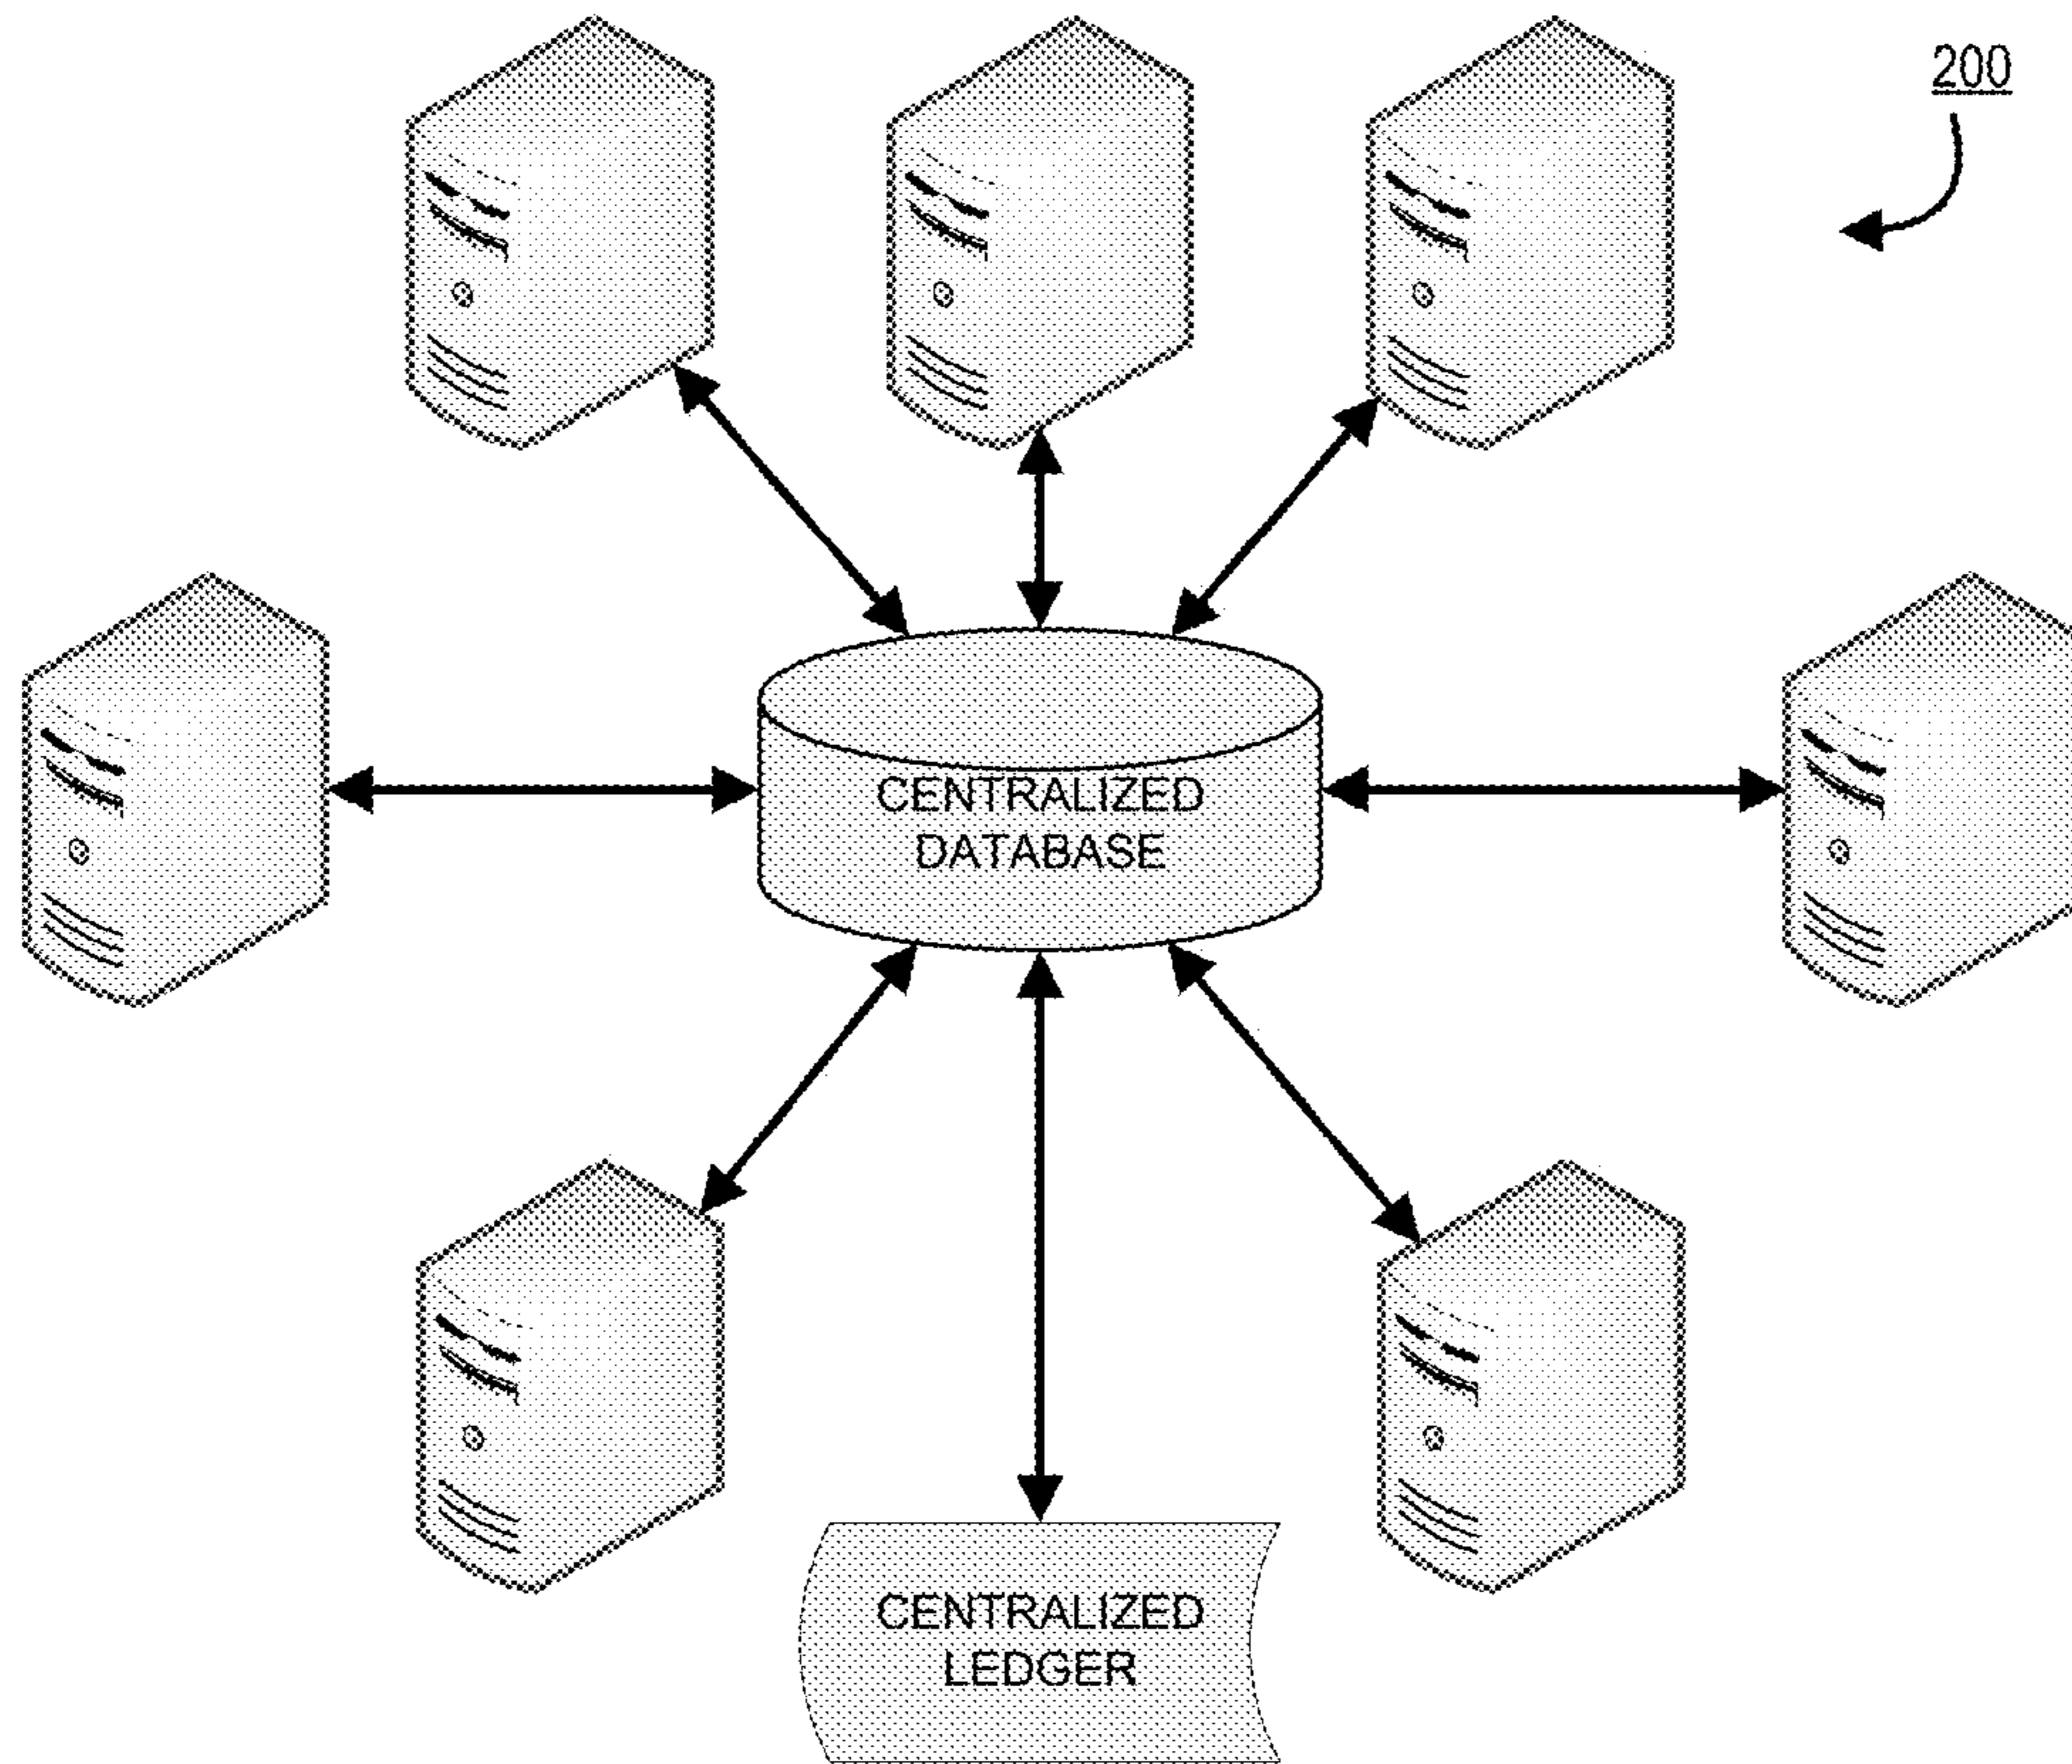 200
CENTRALIZED
DATABASE
CENTRALIZED
LEDGER